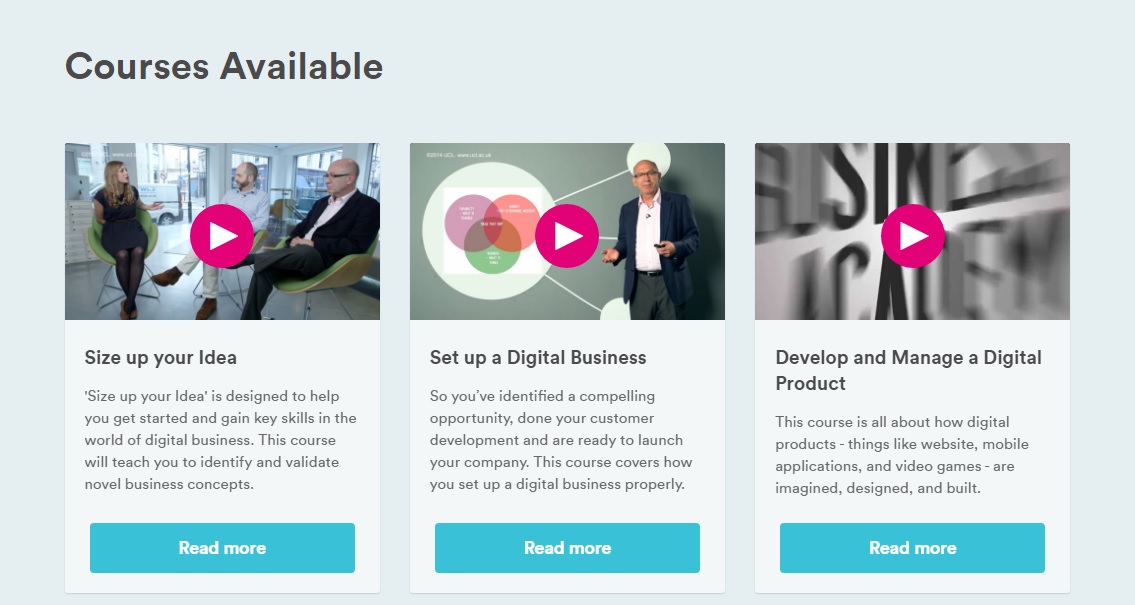 Courses Available
©2014 UCL. www.ucl.ac.uk
Size up your Idea
'Size up your Idea' is designed to help
you get started and gain key skills in the
world of digital business. This course
will teach you to identify and validate
novel business concepts.
Read more
Set up a Digital Business
So you’ve identified a compelling
opportunity, done your customer
development and are ready to launch
your company. This course covers how
you set up a digital business properly.
Read more
Develop and Manage a Digital
Product
This course is all about how digital
products - things like website, mobile
applications, and video games - are
imagined, designed, and built.
Read more